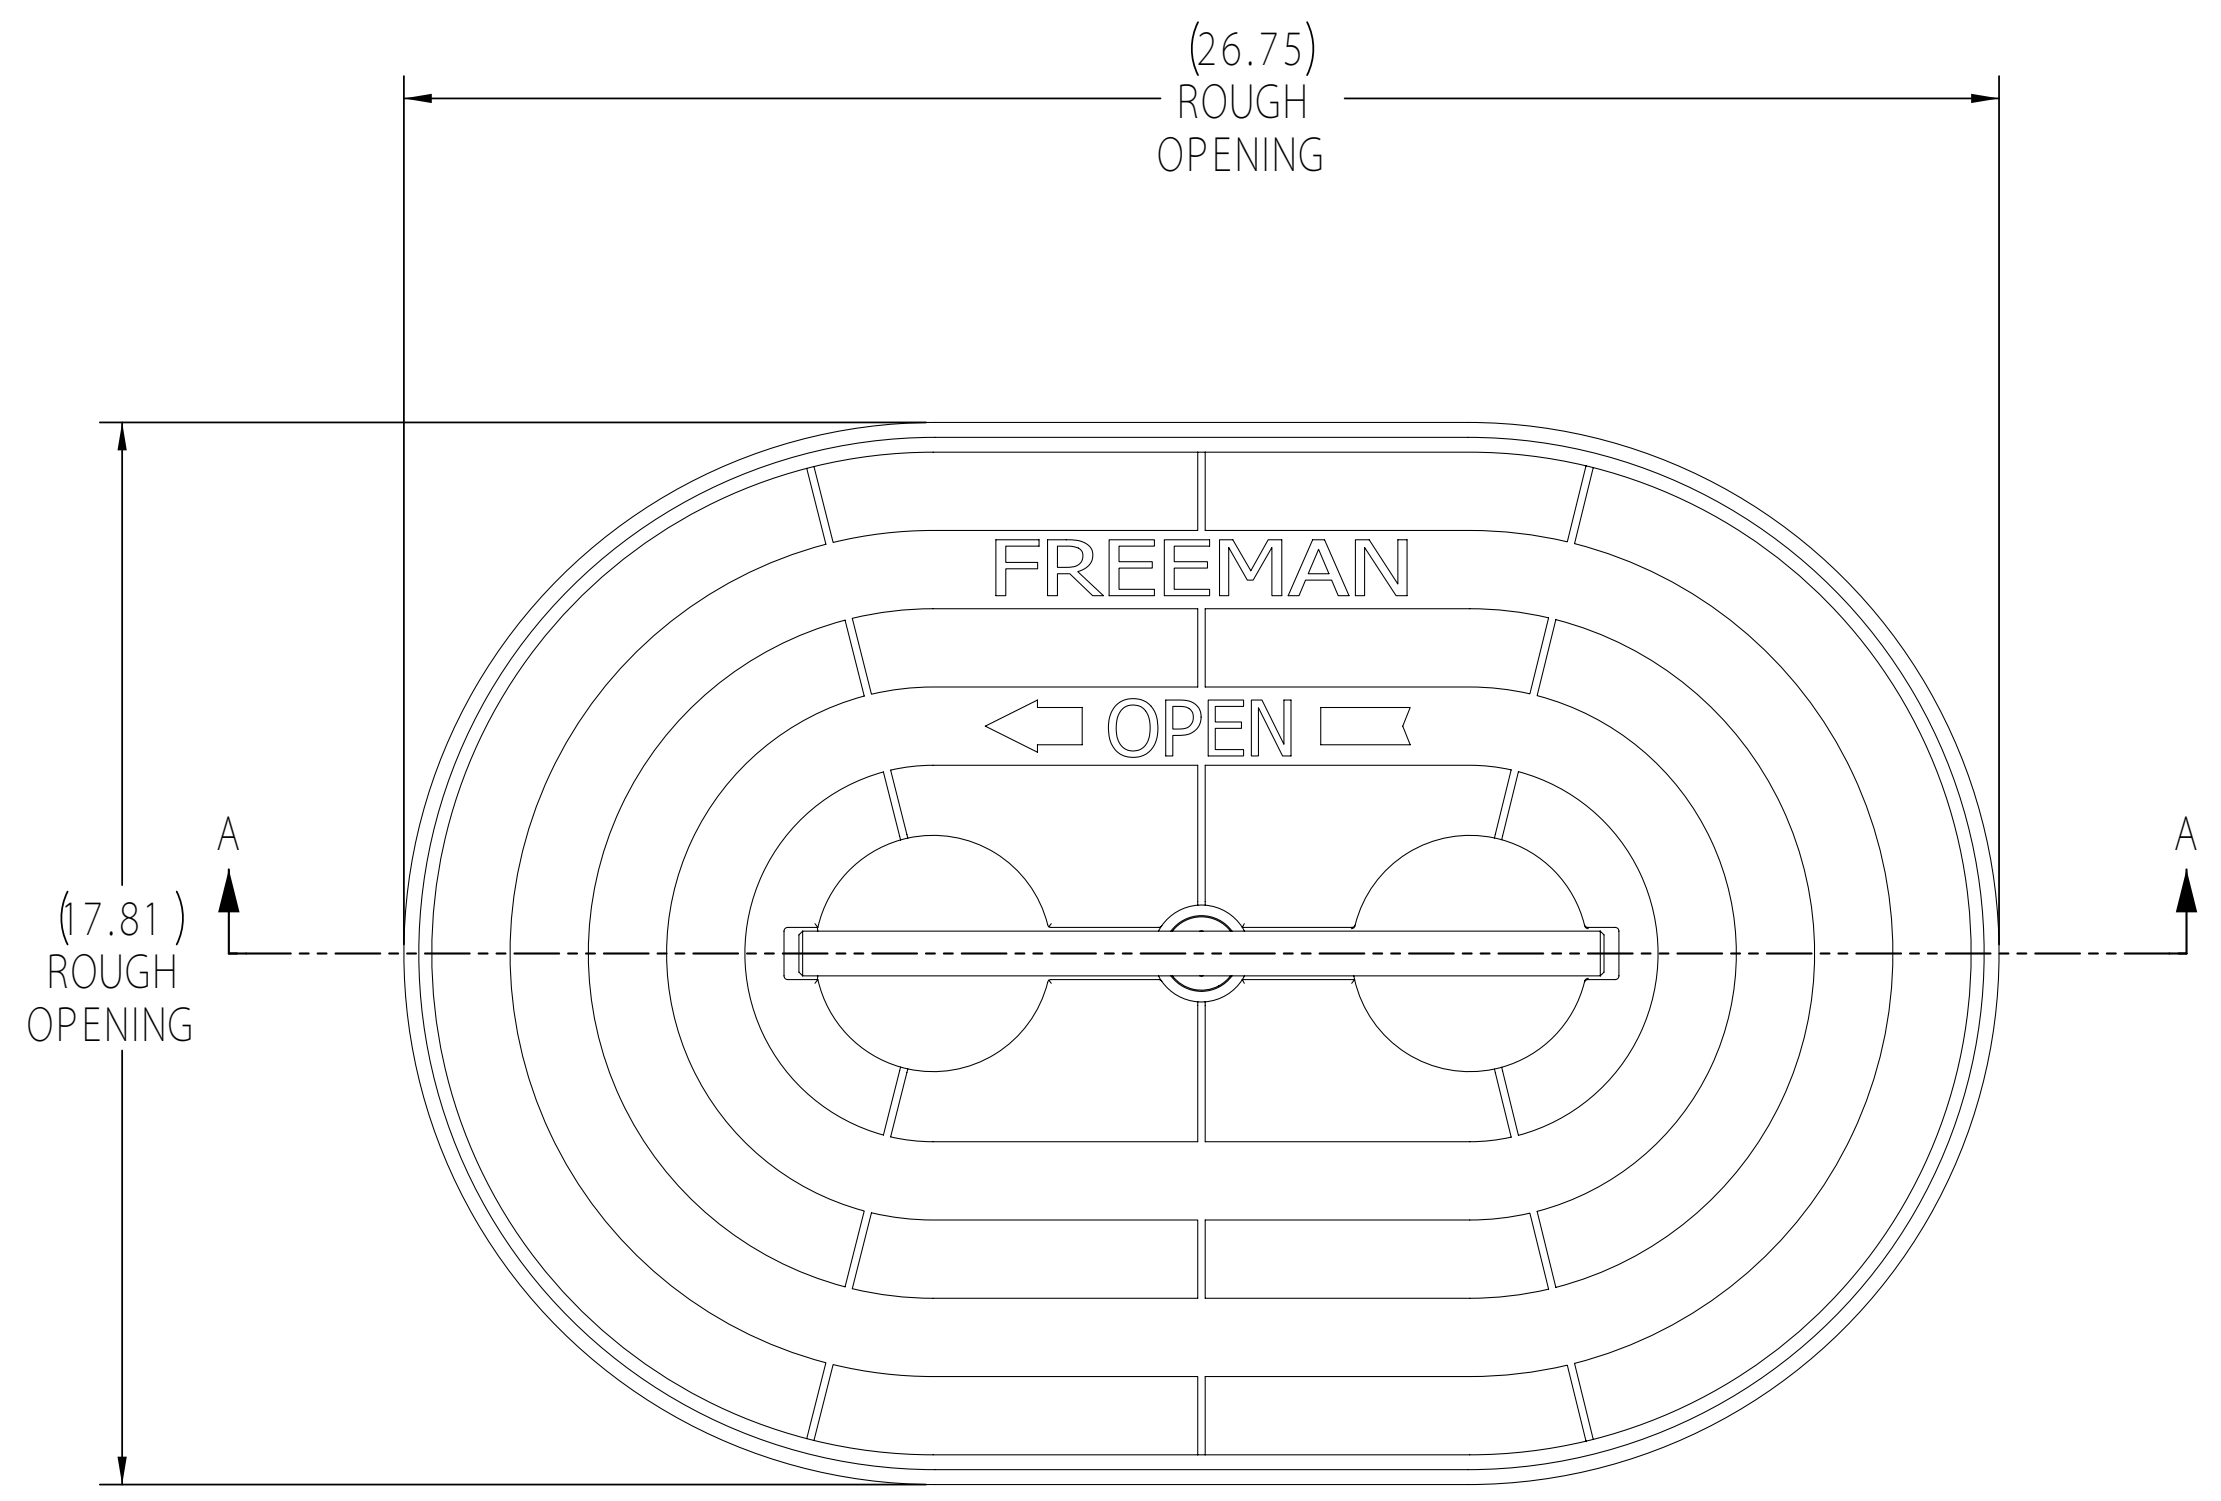 (26.75)
ROUGH
OPENING
FREEMAN
OPEN
A
A
(17.81)
ROUGH
OPENING